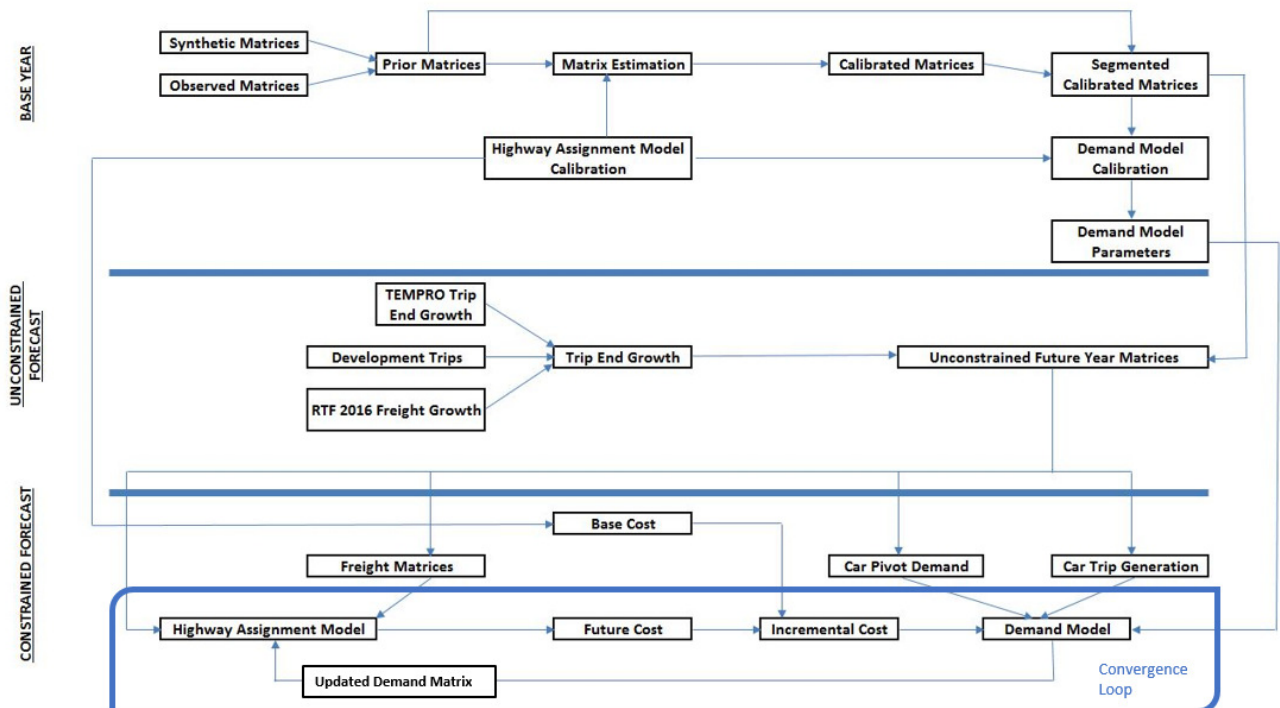 BASE YEAR
Synthetic Matrices
Observed Matrices
Prior Matrices
Matrix Estimation
Calibrated Matrices
Segmented
Calibrated Matrices
Highway Assignment Model
Calibration
Demand Model
Calibration
Demand Model
Parameters
UNCONSTRAINED
FORECAST
TEMPRO Trip
End Growth
Development Trips
RTF 2016 Freight Growth
Trip End Growth
Unconstrained Future Year Matrices
CONSTRAINED FORECAST
Base Cost
Freight Matrices
Car Pivot Demand
Car Trip Generation
Highway Assignment Model
Future Cost
Incremental Cost
Demand Model
Updated Demand Matrix
Convergence
Loop